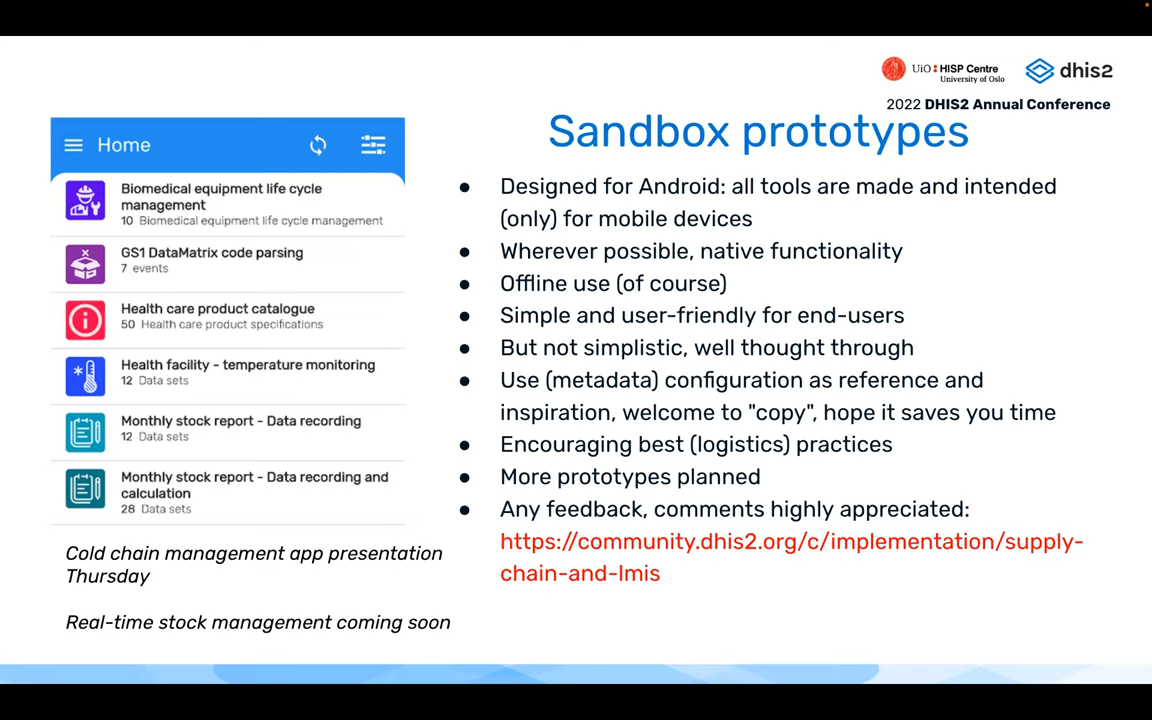 UiO HISP Centre
University of Oslo
dhis2
2022 DHIS2 Annual Conference
Sandbox prototypes
Home
Biomedical equipment life cycle
management
10 Biomedical equipment life cycle management
GS1 DataMatrix code parsing
7 events
Health care product catalogue
50 Health care product specifications
Health facility - temperature monitoring
12 Data sets
Monthly stock report - Data recording
12 Data sets
Monthly stock report - Data recording and
calculation
28 Data sets
Cold chain management app presentation
Thursday
Real-time stock management coming soon
● Designed for Android: all tools are made and intended
(only) for mobile devices
● Wherever possible, native functionality
● Offline use (of course)
● Simple and user-friendly for end-users
● But not simplistic, well thought through
● Use (metadata) configuration as reference and
inspiration, welcome to "copy", hope it saves you time
● Encouraging best (logistics) practices
● More prototypes planned
● Any feedback, comments highly appreciated:
https://community.dhis2.org/c/implementation/supply-
chain-and-lmis